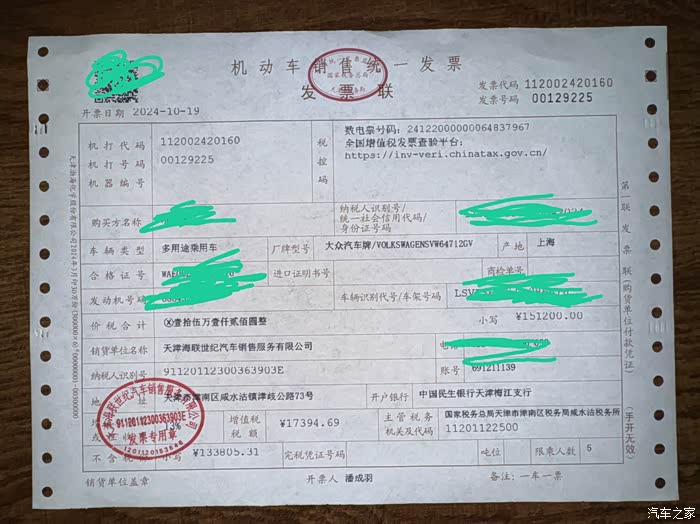 机动车销售统一发票
发票联
发票代码 112002420160
发票号码 00129225
开票日期 2024-10-19
机打代码 112002420160
机打号码 00129225
机器编号
税控码
数电票号码: 24122000000064837967
全国增值税发票查验平台:
https://inv-veri.chinatax.gov.cn/
购买方名称
纳税人识别号/
统一社会信用代码/
身份证号码
车辆类型 多用途乘用车 厂牌型号 大众汽车牌/VOLKSWAGENSVW64712GV 产地 上海
合格证号 进口证明书号 商检单号
发动机号码 车辆识别代号/车架号码 LSV
价税合计 ⓧ壹拾伍万壹仟贰佰圆整 小写 ¥151200.00
销货单位名称 天津海联世纪汽车销售服务有限公司
纳税人识别号 91120112300363903E 账号 691211139
天津市津南区咸水沽镇津歧公路73号 开户银行 中国民生银行天津梅江支行
增值税
税额 ¥17394.69
主管税务
机关及代码
国家税务总局天津市津南区税务局咸水沽税务所
11201122500
¥133805.31 完税凭证号码 吨位 限乘人数 5
销货单位盖章 开票人 潘成羽 备注: 一车一票
第一联 发票联 (购货单位付款凭证) (手开无效)
91120112300363903E
发票专用章
汽车之家